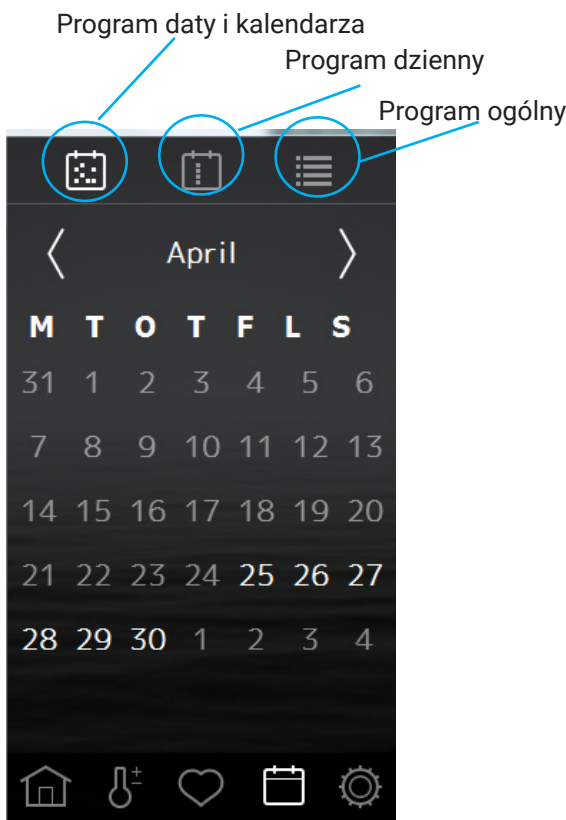 Program daty i kalendarza
Program dzienny
Program ogólny
April
M T O T F L S
31 1 2 3 4 5 6
7 8 9 10 11 12 13
14 15 16 17 18 19 20
21 22 23 24 25 26 27
28 29 30 1 2 3 4